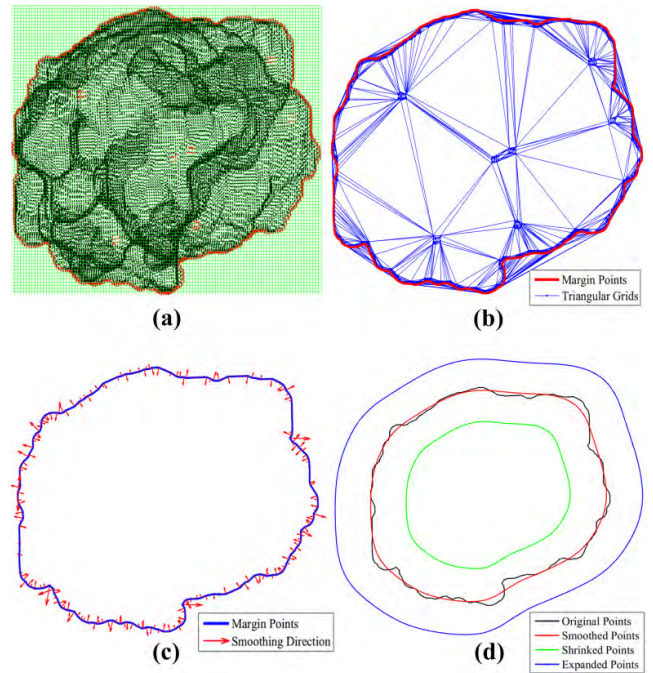 (a)
Margin Points
Triangular Grids
(b)
Margin Points
Smoothing Direction
(c)
Original Points
Smoothed Points
Shrinked Points
Expanded Points
(d)